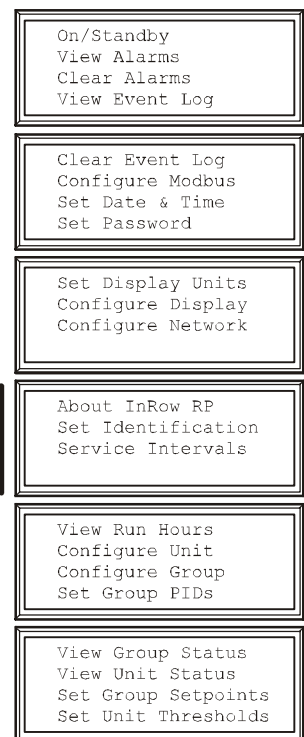 On/Standby
View Alarms
Clear Alarms
View Event Log
Clear Event Log
Configure Modbus
Set Date & Time
Set Password
Set Display Units
Configure Display
Configure Network
About InRow RP
Set Identification
Service Intervals
View Run Hours
Configure Unit
Configure Group
Set Group PIDs
View Group Status
View Unit Status
Set Group Setpoints
Set Unit Thresholds